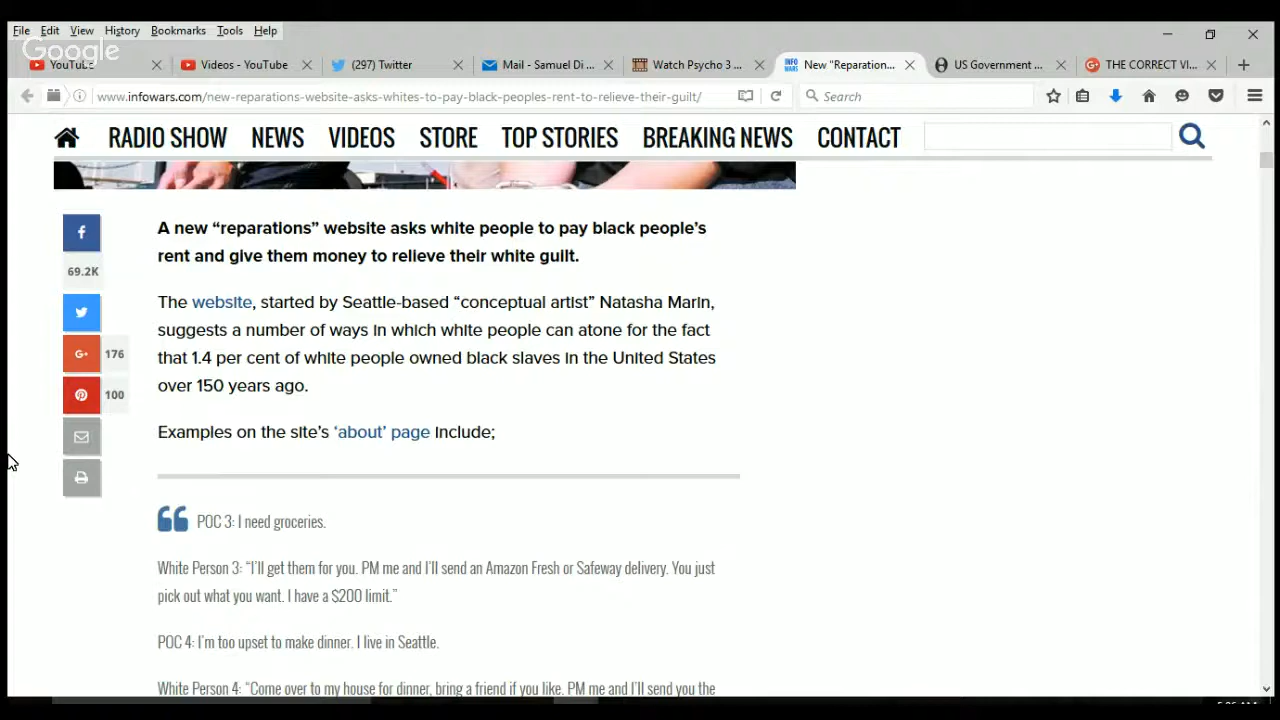 File Edit View History Bookmarks Tools Help
Google
YouTube
Videos - YouTube
(297) Twitter
Mail - Samuel Di ...
Watch Psycho 3 ...
INFO WARS New "Reparation...
US Government ...
THE CORRECT VI...
www.infowars.com/new-reparations-website-asks-whites-to-pay-black-peoples-rent-to-relieve-their-guilt/
Search
RADIO SHOW NEWS VIDEOS STORE TOP STORIES BREAKING NEWS CONTACT
A new “reparations” website asks white people to pay black people’s
rent and give them money to relieve their white guilt.
69.2K
The website, started by Seattle-based “conceptual artist” Natasha Marin,
suggests a number of ways in which white people can atone for the fact
G+ 176
that 1.4 per cent of white people owned black slaves in the United States
over 150 years ago.
100
Examples on the site’s ‘about’ page include;
POC 3: I need groceries.
White Person 3: “I’ll get them for you. PM me and I’ll send an Amazon Fresh or Safeway delivery. You just
pick out what you want. I have a $200 limit.”
POC 4: I’m too upset to make dinner. I live in Seattle.
White Person 4: “Come over to my house for dinner, bring a friend if you like. PM me and I’ll send you the